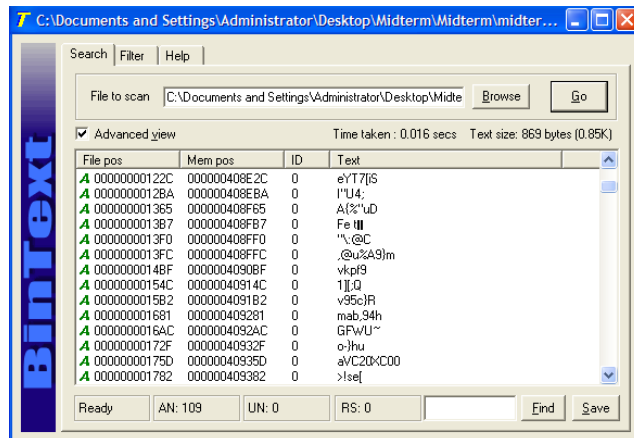 C:\Documents and Settings\Administrator\Desktop\Midterm\Midterm\midter...
Search Filter Help
File to scan C:\Documents and Settings\Administrator\Desktop\Midte Browse Go
Advanced view Time taken : 0.016 secs Text size: 869 bytes (0.85K)
File pos Mem pos ID Text
A 00000000122C 000000408E2C 0 eYT7[iS
A 0000000012BA 000000408EBA 0 I"U4;
A 000000001365 000000408F65 0 A{%"uD
A 0000000013B7 000000408FB7 0 Fe
A 0000000013F0 000000408FF0 0 "\:@C
A 0000000013FC 000000408FFC 0 ,@u%A9}m
A 0000000014BF 0000004090BF 0 vkpf9
A 00000000154C 00000040914C 0 1][;Q
A 0000000015B2 0000004091B2 0 v95c}R
A 000000001681 000000409281 0 mab,94h
A 0000000016AC 0000004092AC 0 GFWU~
A 00000000172F 00000040932F 0 o-}hu
A 00000000175D 00000040935D 0 aVC20XC00
A 000000001782 000000409382 0 >!se[
Ready AN: 109 UN: 0 RS: 0 Find Save
BinText